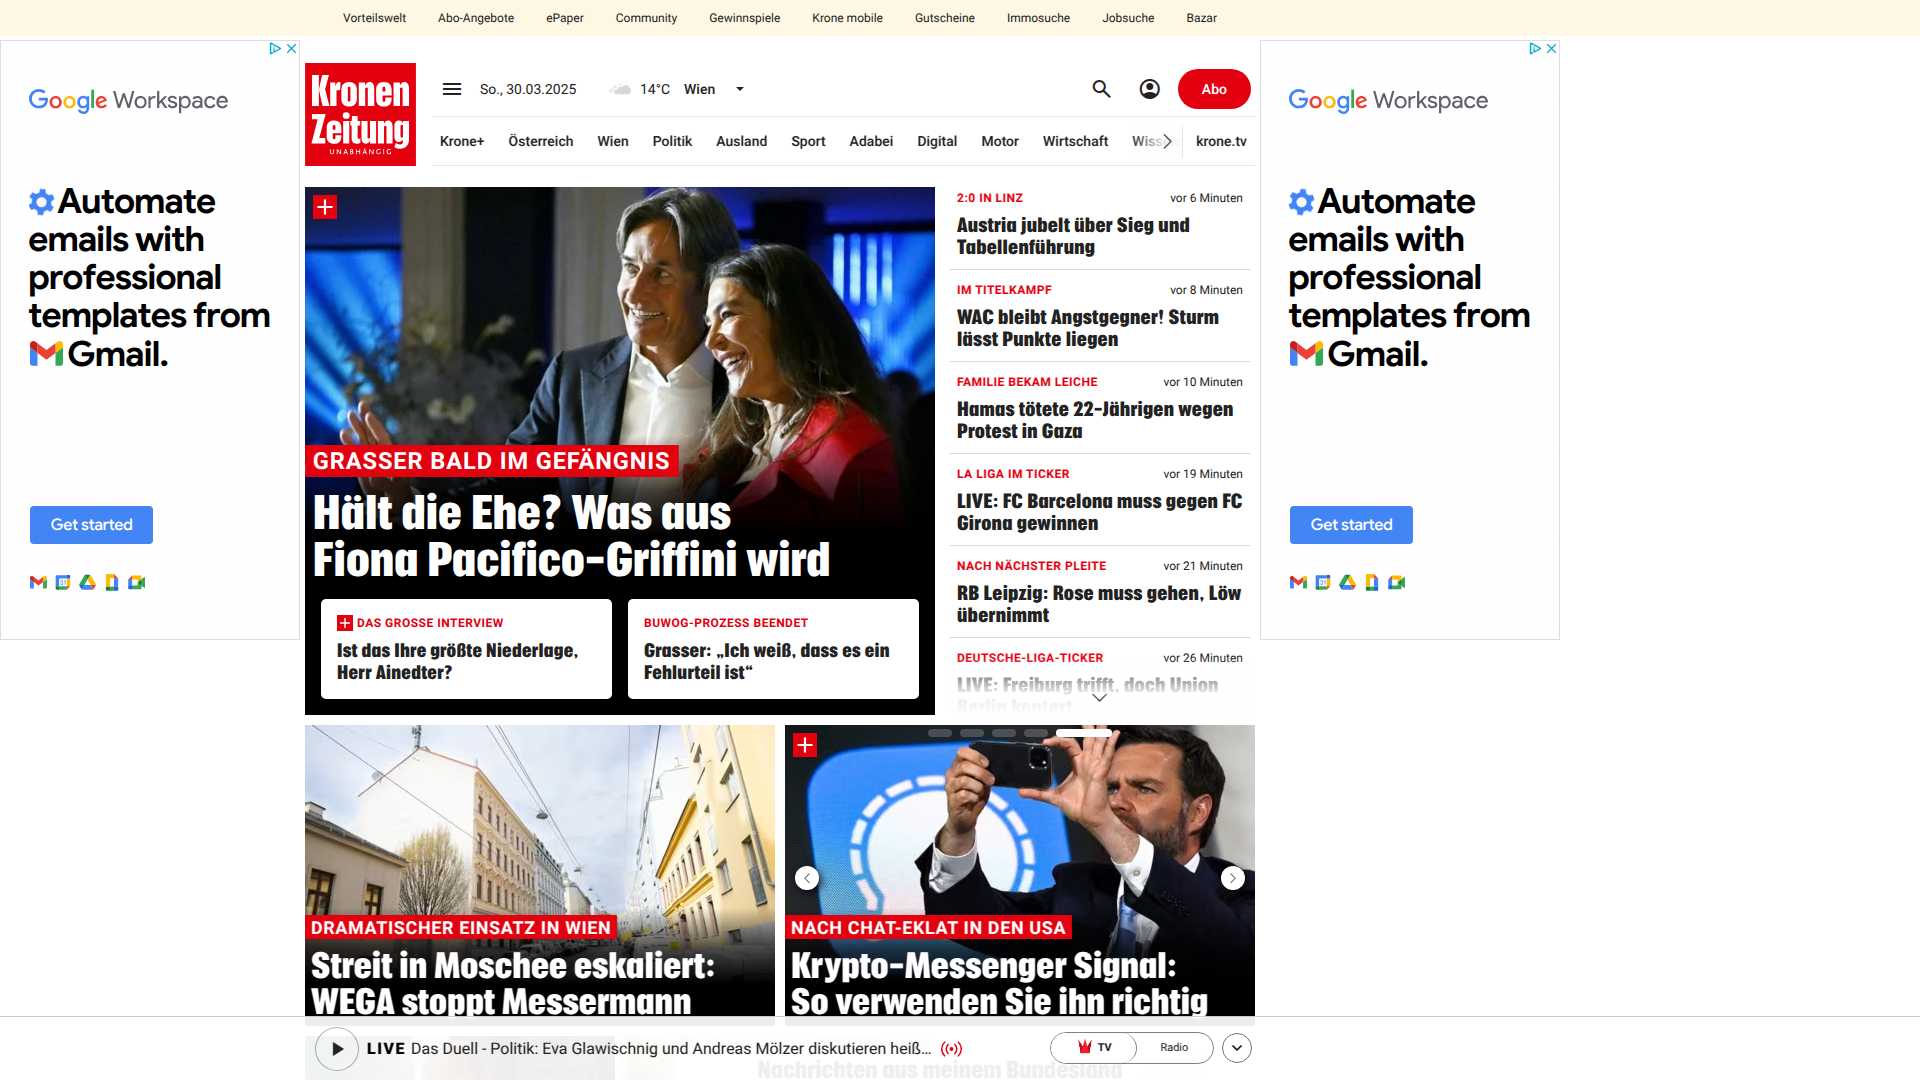 Vorteilswelt Abo-Angebote ePaper Community Gewinnspiele Krone mobile Gutscheine Immosuche Jobsuche Bazar
Google Workspace
Automate
emails with
professional
templates from
Gmail.
Get started
Kronen
Zeitung
UNABHÄNGIG
So., 30.03.2025 14°C Wien
Abo
Krone+ Österreich Wien Politik Ausland Sport Adabei Digital Motor Wirtschaft krone.tv
GRASSER BALD IM GEFÄNGNIS
Hält die Ehe? Was aus
Fiona Pacifico-Griffini wird
DAS GROSSE INTERVIEW
Ist das Ihre größte Niederlage,
Herr Ainedter?
BUWOG-PROZESS BEENDET
Grasser: „Ich weiß, dass es ein
Fehlurteil ist“
2:0 IN LINZ vor 6 Minuten
Austria jubelt über Sieg und
Tabellenführung
IM TITELKAMPF vor 8 Minuten
WAC bleibt Angstgegner! Sturm
lässt Punkte liegen
FAMILIE BEKAM LEICHE vor 10 Minuten
Hamas tötete 22-Jährigen wegen
Protest in Gaza
LA LIGA IM TICKER vor 19 Minuten
LIVE: FC Barcelona muss gegen FC
Girona gewinnen
NACH NÄCHSTER PLEITE vor 21 Minuten
RB Leipzig: Rose muss gehen, Löw
übernimmt
DEUTSCHE-LIGA-TICKER vor 26 Minuten
LIVE: Freiburg trifft, doch Union
Berlin kontert
Google Workspace
Automate
emails with
professional
templates from
Gmail.
Get started
DRAMATISCHER EINSATZ IN WIEN
Streit in Moschee eskaliert:
WEGA stoppt Messermann
NACH CHAT-EKLAT IN DEN USA
Krypto-Messenger Signal:
So verwenden Sie ihn richtig
LIVE Das Duell - Politik: Eva Glawischnig und Andreas Mölzer diskutieren heiß...
TV Radio
Nachrichten aus meinem Bundesland